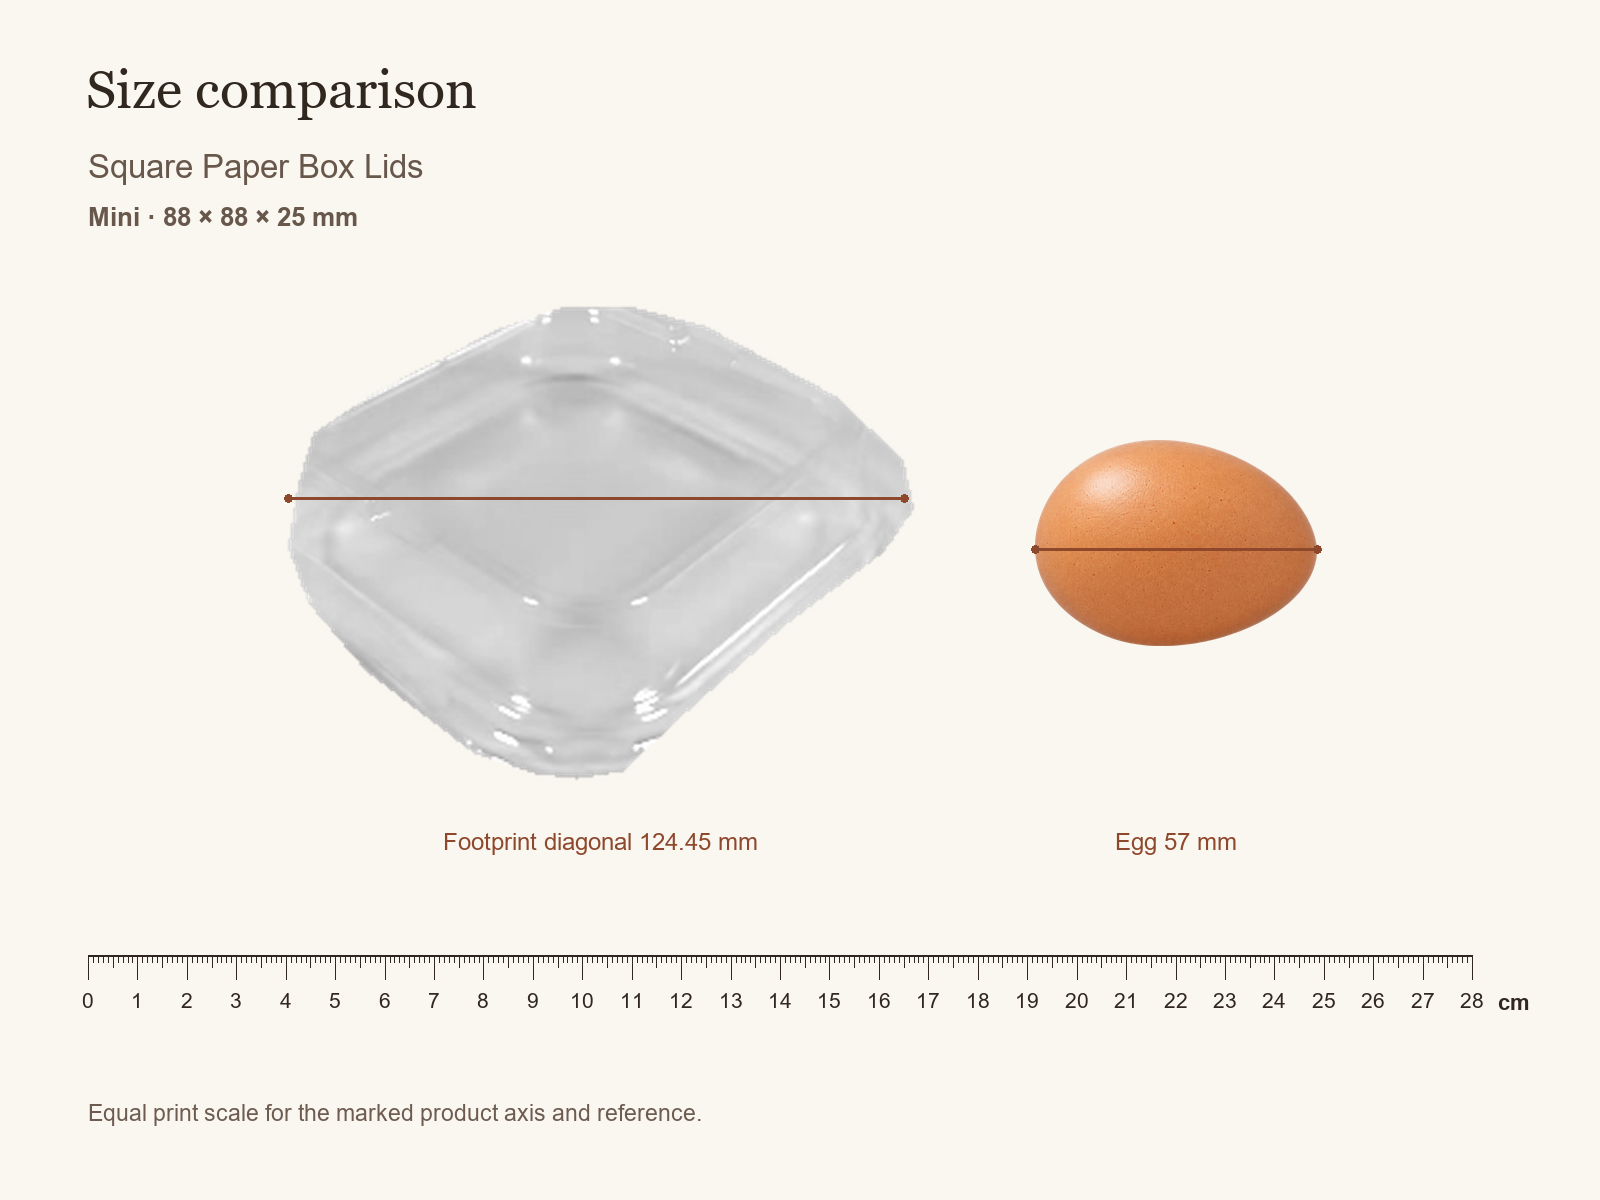 Size comparison
Square Paper Box Lids
Mini · 88 × 88 × 25 mm
Footprint diagonal 124.45 mm
Egg 57 mm
0 1 2 3 4 5 6 7 8 9 10 11 12 13 14 15 16 17 18 19 20 21 22 23 24 25 26 27 28 cm
Equal print scale for the marked product axis and reference.